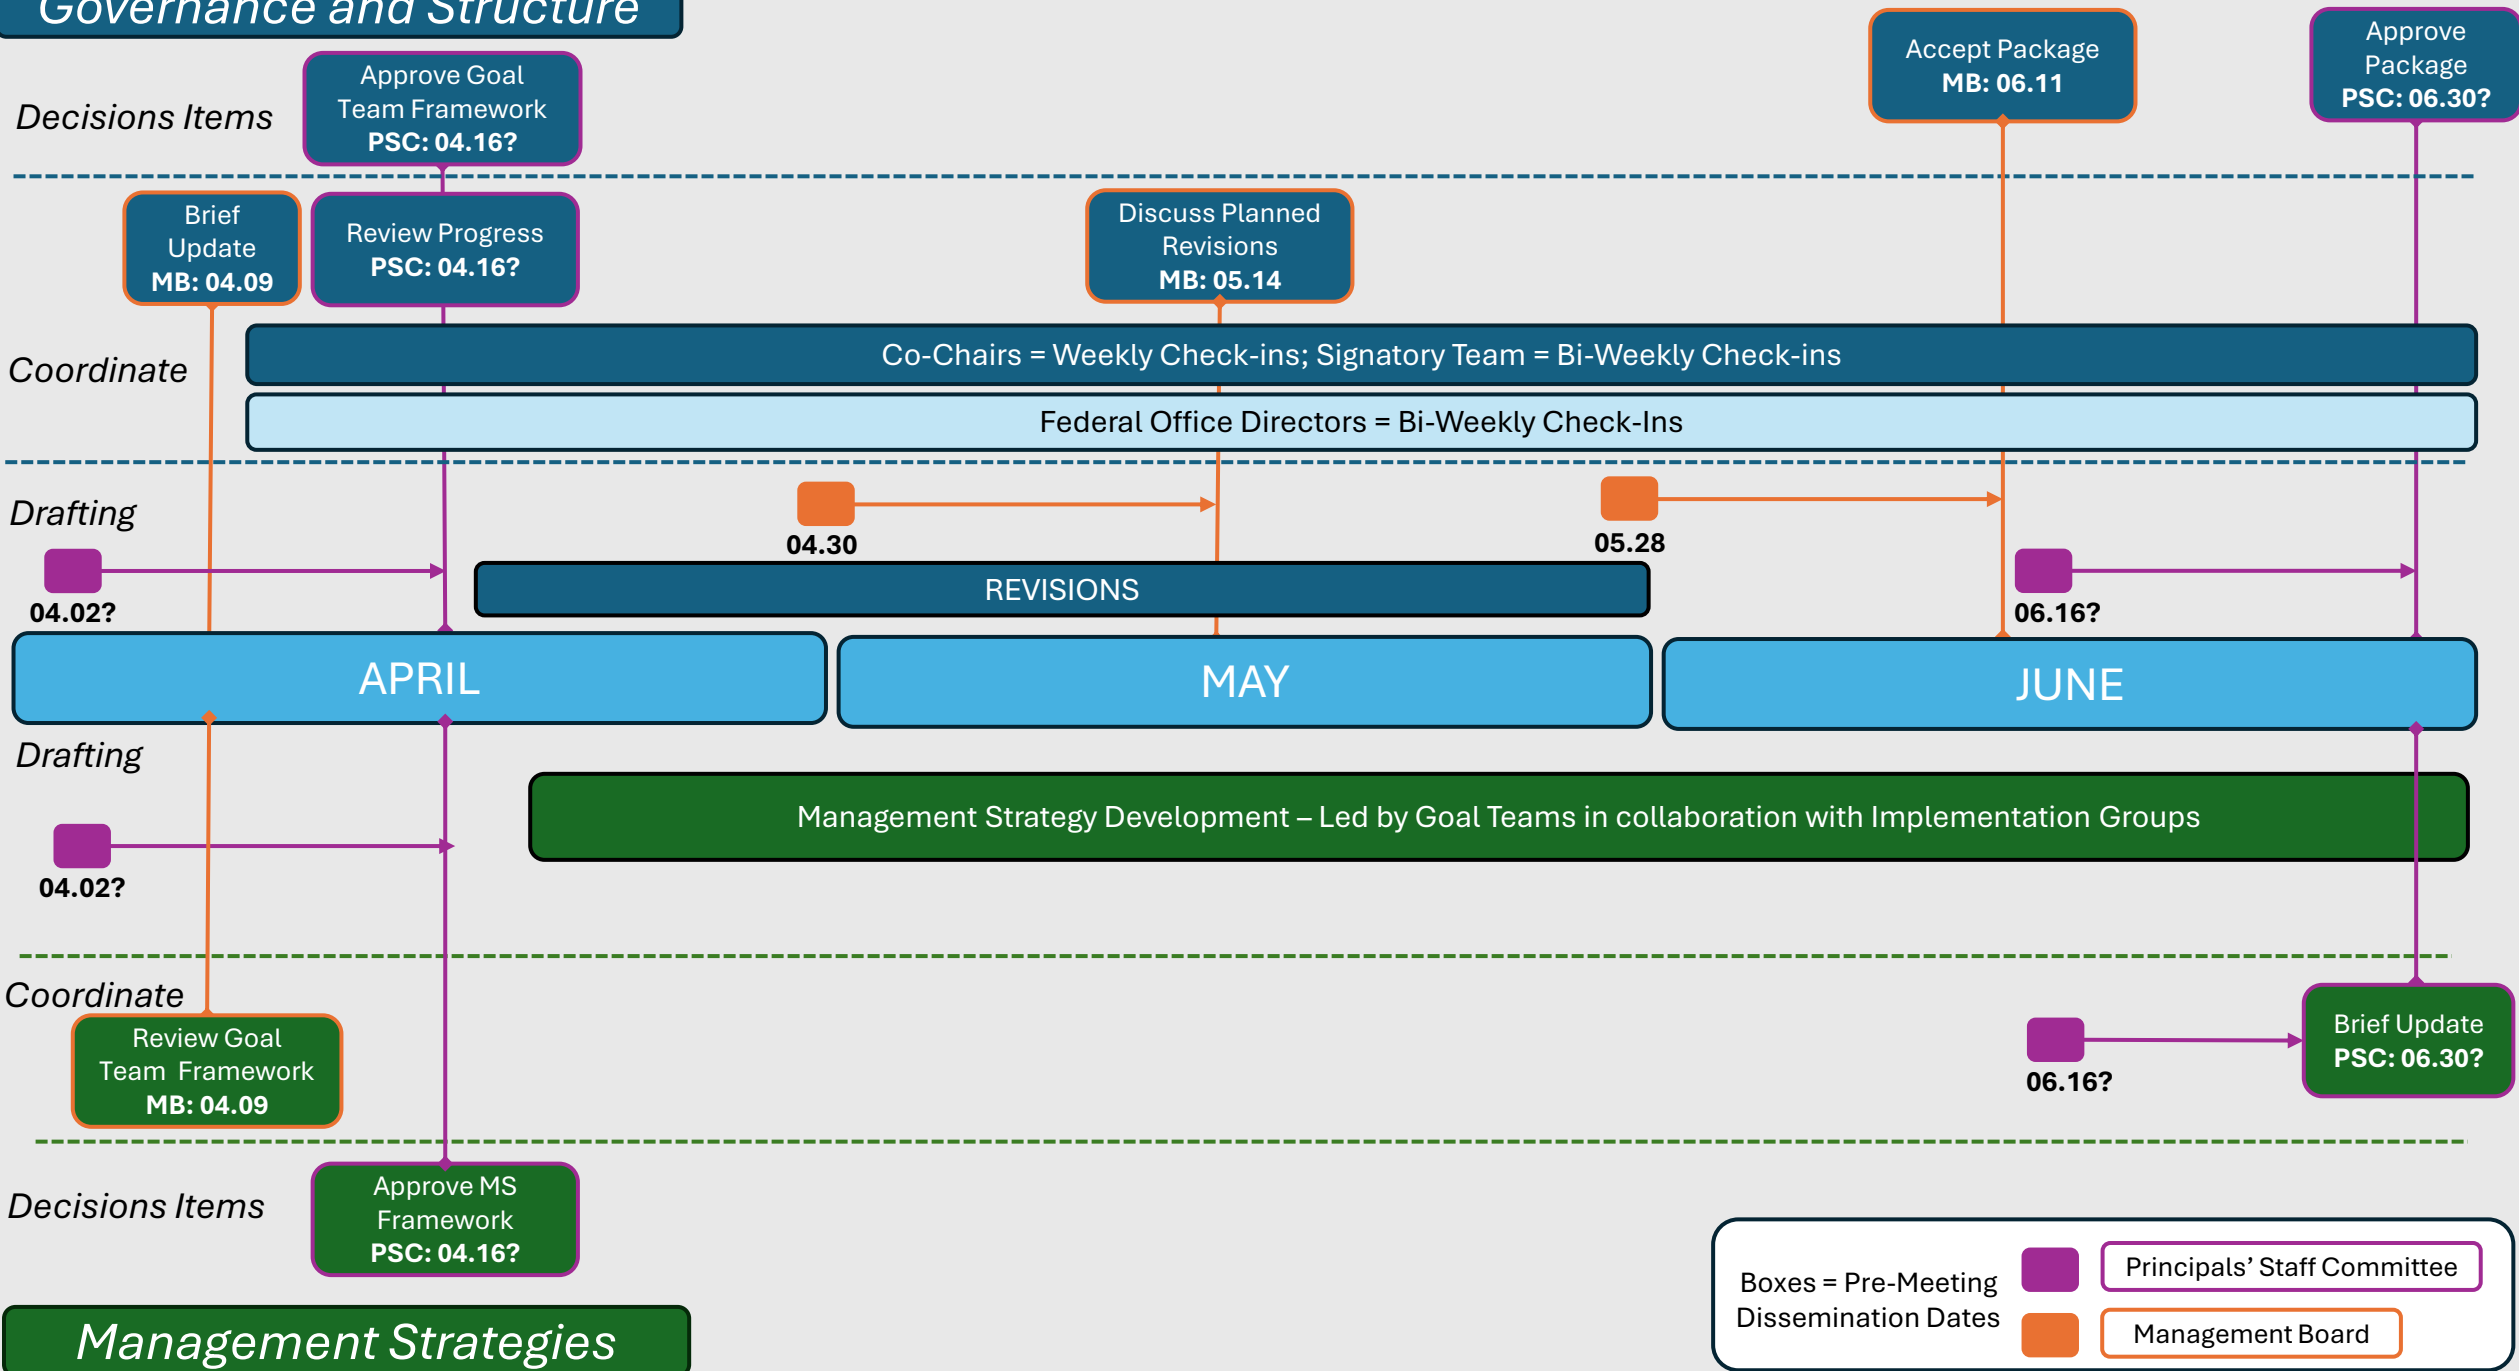 Governance and Structure
Decisions Items
Approve Goal
Team Framework
PSC: 04.16?
Accept Package
MB: 06.11
Approve
Package
PSC: 06.30?
Brief
Update
MB: 04.09
Review Progress
PSC: 04.16?
Discuss Planned
Revisions
MB: 05.14
Coordinate
Co-Chairs = Weekly Check-ins; Signatory Team = Bi-Weekly Check-ins
Federal Office Directors = Bi-Weekly Check-Ins
Drafting
04.30
05.28
04.02?
REVISIONS
06.16?
APRIL
MAY
JUNE
Drafting
Management Strategy Development – Led by Goal Teams in collaboration with Implementation Groups
04.02?
Coordinate
Review Goal
Team  Framework
MB: 04.09
06.16?
Brief Update
PSC: 06.30?
Decisions Items
Approve MS
Framework
PSC: 04.16?
Management Strategies
Boxes = Pre-Meeting
Dissemination Dates
Principals’ Staff Committee
Management Board